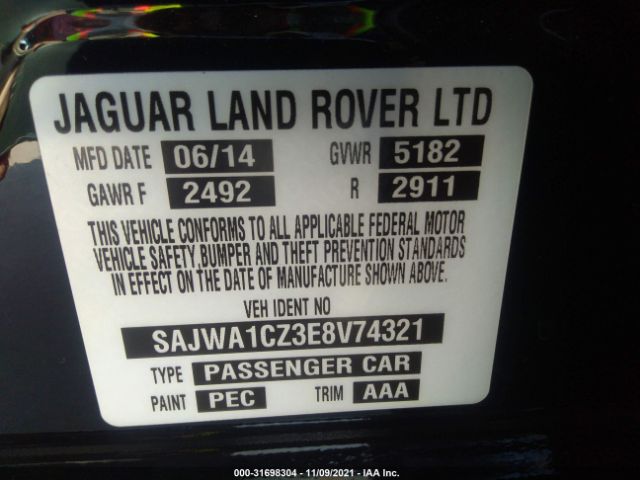 JAGUAR LAND ROVER LTD
MFD DATE 06/14 GVWR 5182
GAWR F 2492 R 2911
THIS VEHICLE CONFORMS TO ALL APPLICABLE FEDERAL MOTOR
VEHICLE SAFETY,BUMPER AND THEFT PREVENTION STANDARDS
IN EFFECT ON THE DATE OF MANUFACTURE SHOWN ABOVE.
VEH IDENT NO
SAJWA1CZ3E8V74321
TYPE PASSENGER CAR
PAINT PEC TRIM AAA
000-31698304 - 11/09/2021 - IAA Inc.